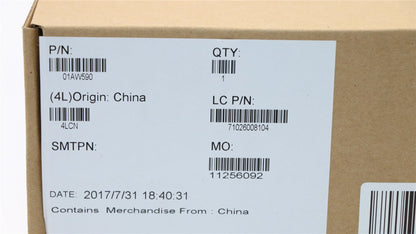 P/N: QTY:
01AW590 1
(4L)Origin: China LC P/N:
4LCN 71026008104
SMTPN: MO:
11256092
DATE: 2017/7/31 18:40:31
Contains Merchandise From : China